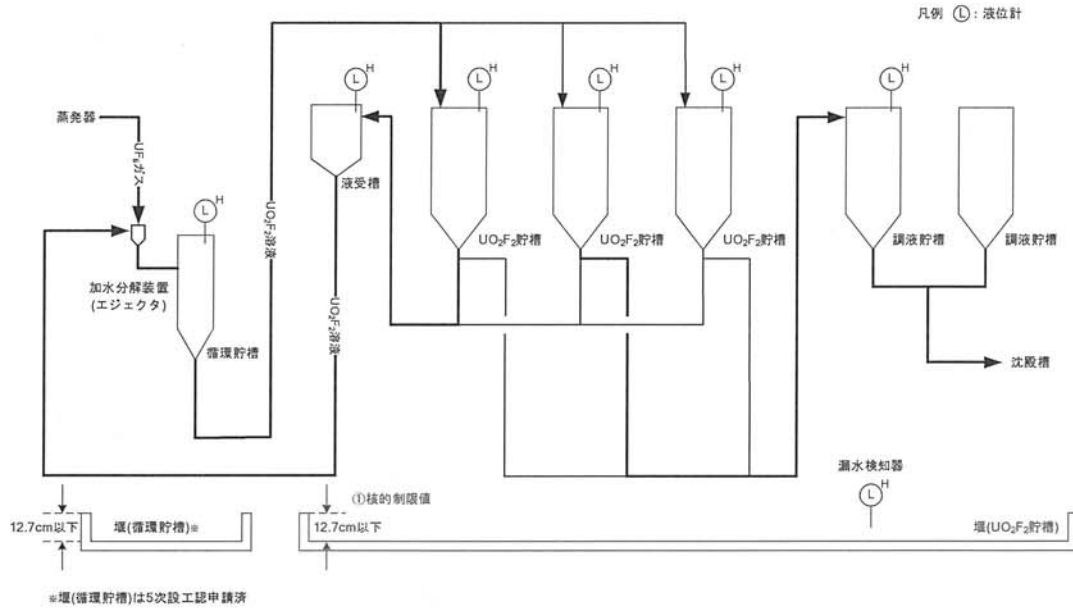 凡例 Ⓛ:液位計
H
L
H
L
H
L
H
L
H
L
蒸発器
UF₆ガス
H
L
液受槽
UO₂F₂溶液
UO₂F₂貯槽
UO₂F₂貯槽
UO₂F₂貯槽
調液貯槽
調液貯槽
加水分解装置
(エジェクタ)
UO₂F₂溶液
循環貯槽
沈殿槽
漏水検知器
H
L
①核的制限値
12.7cm以下
堰(循環貯槽)※
12.7cm以下
堰(UO₂F₂貯槽)
※堰(循環貯槽)は5次設工認申請済